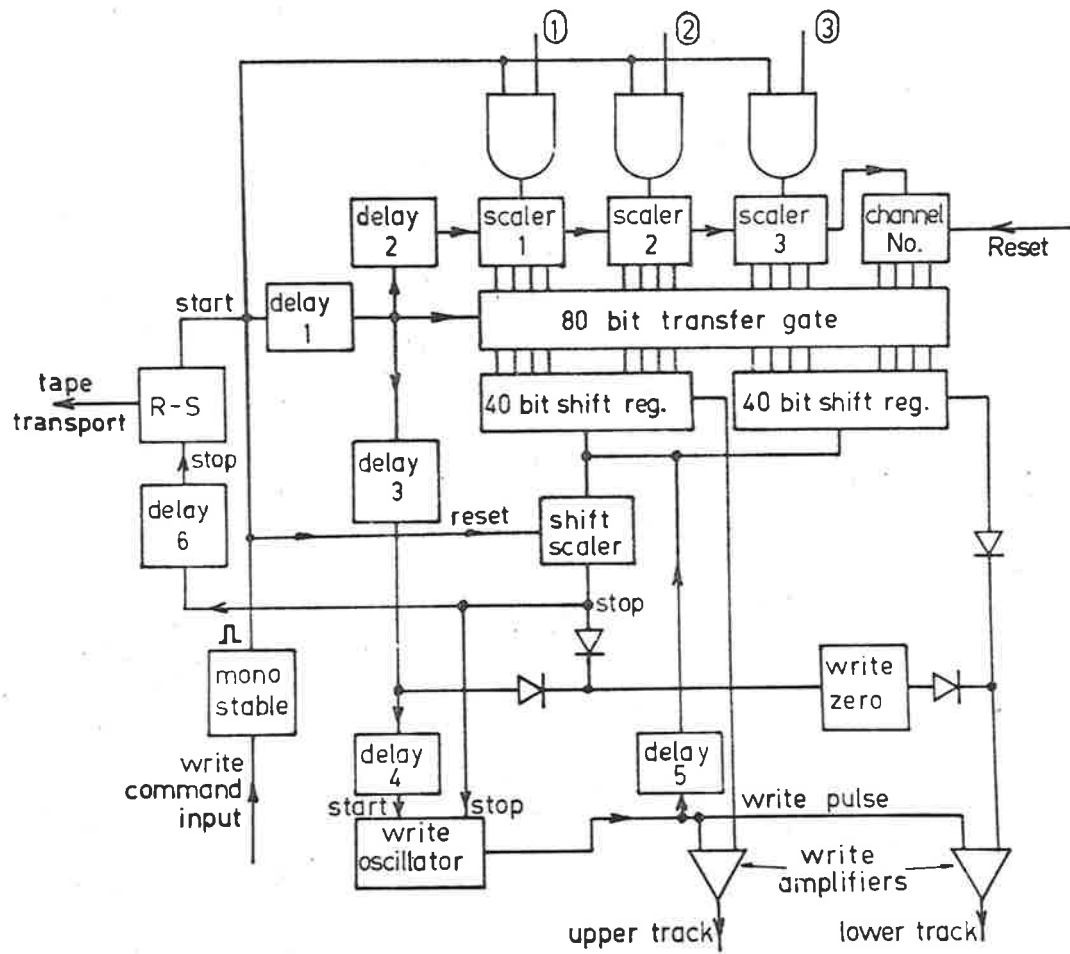 ①
②
③
delay
2
scaler
1
scaler
2
scaler
3
channel
No.
Reset
start
delay
1
80 bit transfer gate
tape
transport
R-S
40 bit shift reg.
40 bit shift reg.
stop
delay
3
delay
6
reset
shift
scaler
stop
mono
stable
write
zero
write
command
input
delay
4
delay
5
start
stop
write pulse
write
oscillator
write
amplifiers
upper track
lower track